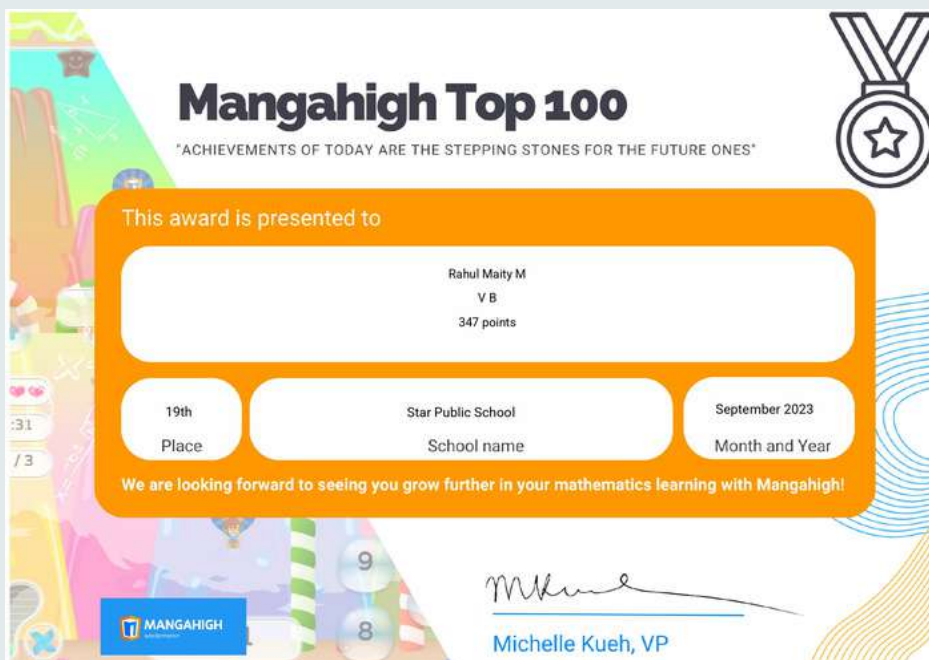 Mangahigh Top 100
"ACHIEVEMENTS OF TODAY ARE THE STEPPING STONES FOR THE FUTURE ONES"
This award is presented to
Rahul Maity M
V B
347 points
19th
Place
Star Public School
School name
September 2023
Month and Year
We are looking forward to seeing you grow further in your mathematics learning with Mangahigh!
:31
/ 3
9
8
MANGAHIGH
Michelle Kueh, VP